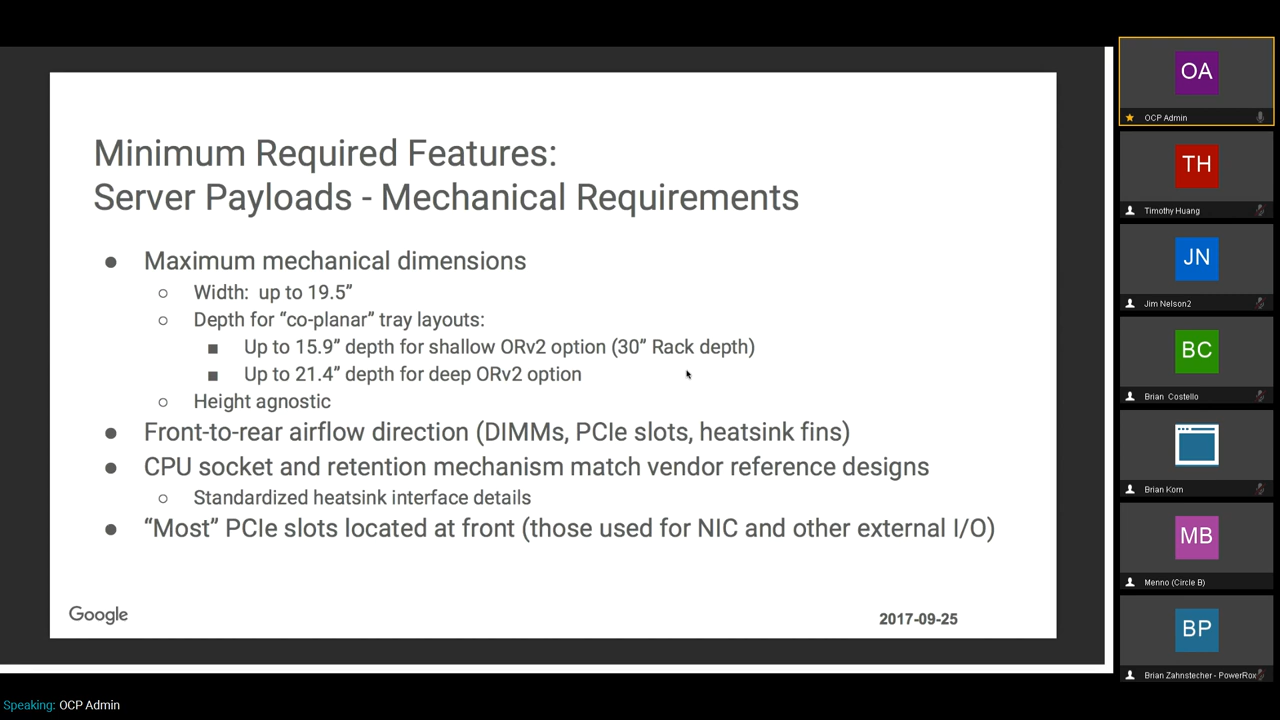 Minimum Required Features:
Server Payloads - Mechanical Requirements
● Maximum mechanical dimensions
○ Width: up to 19.5”
○ Depth for “co-planar” tray layouts:
■ Up to 15.9” depth for shallow ORv2 option (30” Rack depth)
■ Up to 21.4” depth for deep ORv2 option
○ Height agnostic
● Front-to-rear airflow direction (DIMMs, PCIe slots, heatsink fins)
● CPU socket and retention mechanism match vendor reference designs
○ Standardized heatsink interface details
● “Most” PCIe slots located at front (those used for NIC and other external I/O)
Google
2017-09-25
OA
OCP Admin
TH
Timothy Huang
JN
Jim Nelson2
BC
Brian Costello
Brian Korn
MB
Menno (Circle B)
BP
Brian Zahnstecher - PowerRox
Speaking: OCP Admin